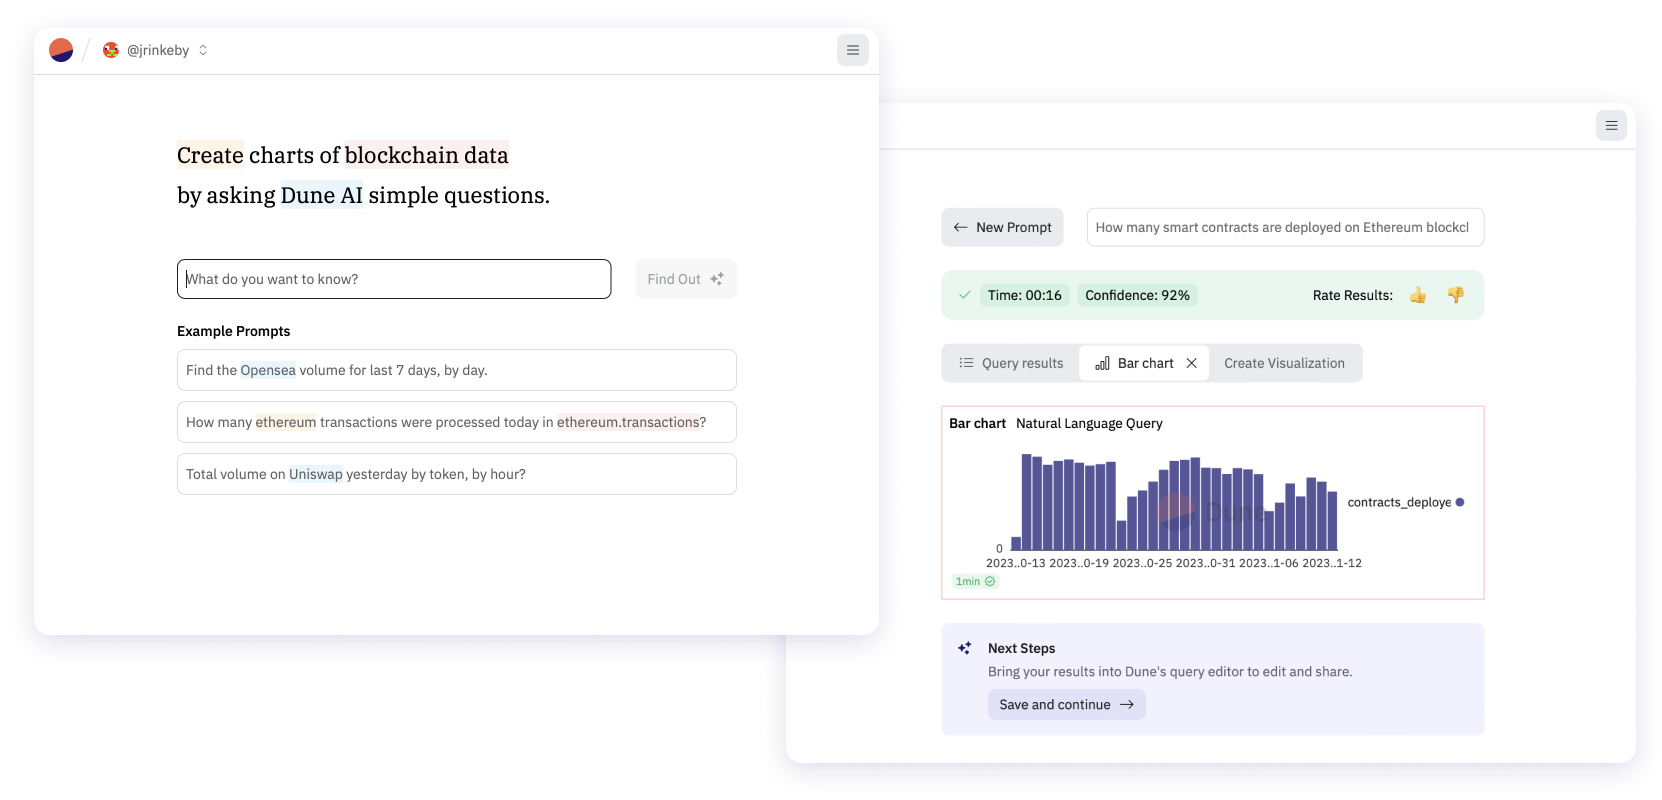 @jrinkeby
Create charts of blockchain data
by asking Dune AI simple questions.
What do you want to know?
Find Out
Example Prompts
Find the Opensea volume for last 7 days, by day.
How many ethereum transactions were processed today in ethereum.transactions?
Total volume on Uniswap yesterday by token, by hour?
New Prompt
How many smart contracts are deployed on Ethereum blockcl
Time: 00:16
Confidence: 92%
Rate Results:
Query results
Bar chart
Create Visualization
Bar chart Natural Language Query
Dune
contracts_deploye
0
2023..0-13 2023..0-19 2023..0-25 2023..0-31 2023..1-06 2023..1-12
1min
Next Steps
Bring your results into Dune's query editor to edit and share.
Save and continue